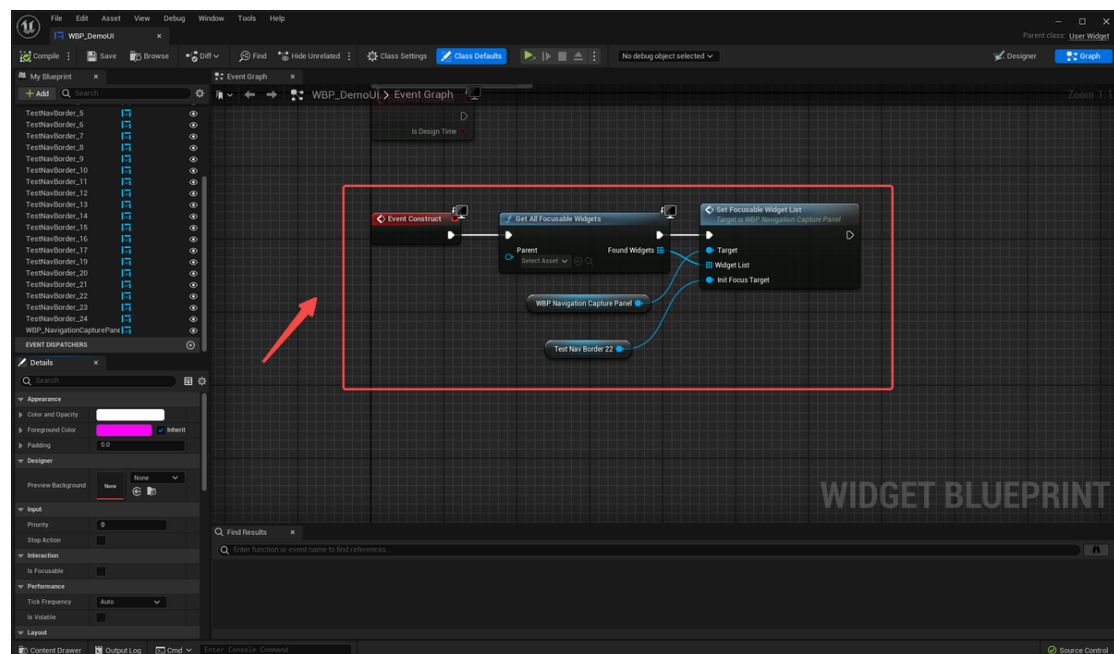 File Edit Asset View Debug Window Tools Help
WBP_DemoUI
Parent class: User Widget
Compile Save Browse Diff Find Hide Unrelated Class Settings Class Defaults No debug object selected Designer Graph
My Blueprint
Event Graph
Add Search
WBP_DemoUI > Event Graph
Zoom 1:1
TestNavBorder_5
TestNavBorder_6
TestNavBorder_7
TestNavBorder_8
TestNavBorder_9
TestNavBorder_10
TestNavBorder_11
TestNavBorder_12
TestNavBorder_13
TestNavBorder_14
TestNavBorder_15
TestNavBorder_16
TestNavBorder_17
TestNavBorder_19
TestNavBorder_20
TestNavBorder_21
TestNavBorder_22
TestNavBorder_23
TestNavBorder_24
WBP_NavigationCapturePane
EVENT DISPATCHERS
Is Design Time
Event Construct
Get All Focusable Widgets
Parent
Select Asset
Found Widgets
Set Focusable Widget List
Target is WBP Navigation Capture Panel
Target
Widget List
Init Focus Target
WBP Navigation Capture Panel
Test Nav Border 22
WIDGET BLUEPRINT
Details
Search
Appearance
Color and Opacity
Foreground Color Inherit
Padding 0.0
Designer
Preview Background None None
Input
Priority 0
Stop Action
Interaction
Is Focusable
Performance
Tick Frequency Auto
Is Volatile
Layout
Find Results
Enter function or event name to find references...
Content Drawer Output Log Cmd Enter Console Command Source Control